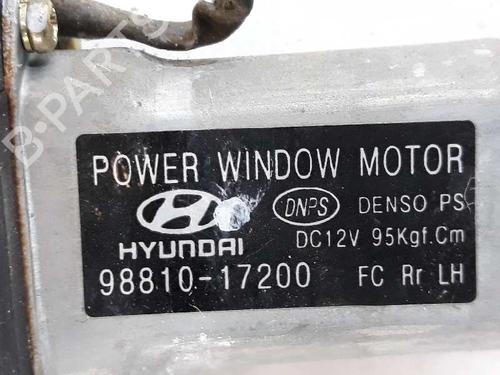 B-PARTS
POWER WINDOW MOTOR
HYUNDAI
DNPS DENSO PS
DC12V 95Kgf.Cm
98810-17200 FC Rr LH